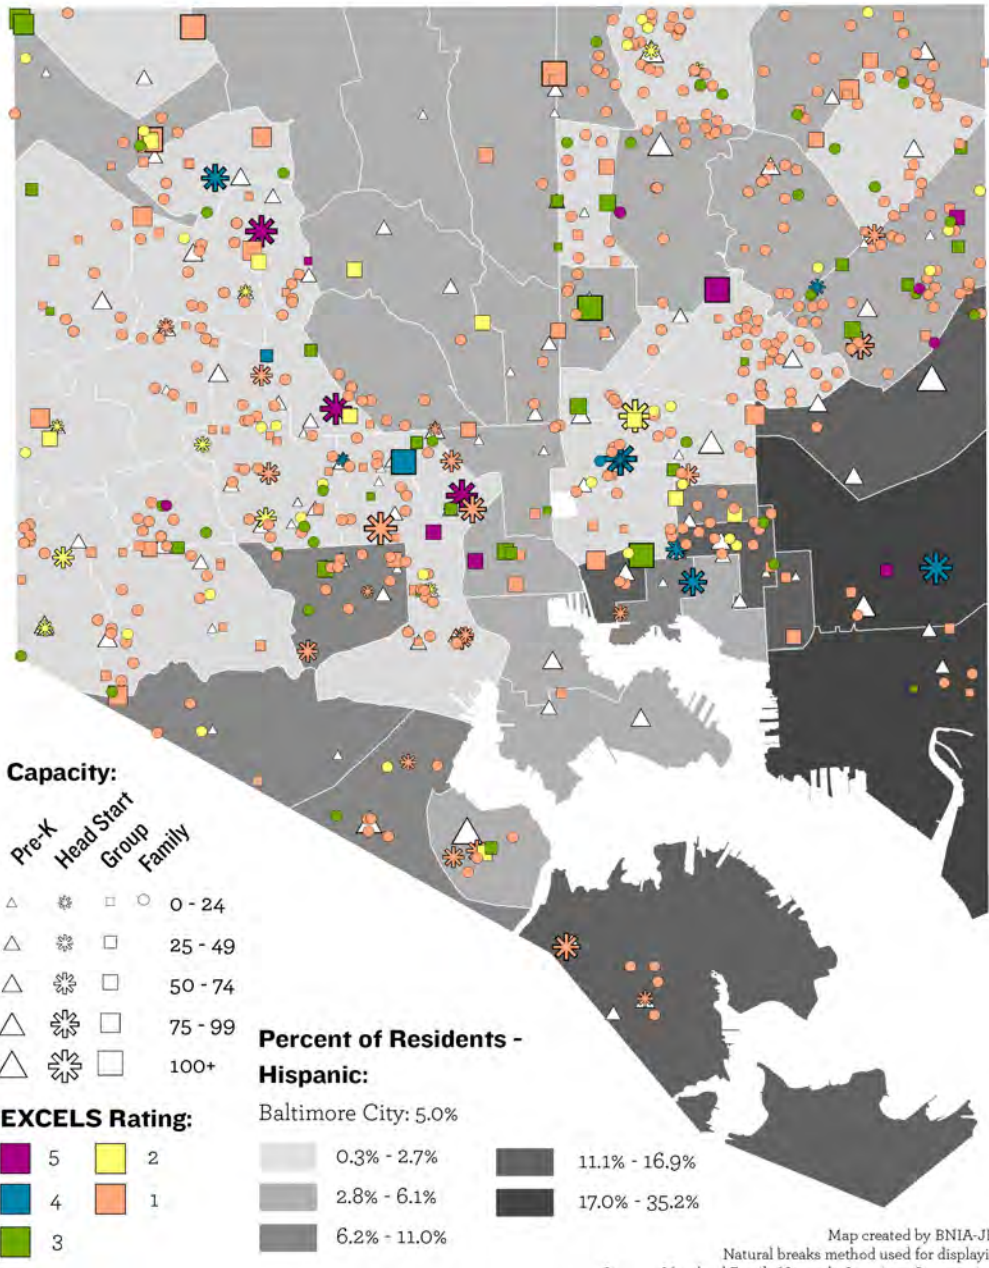 Capacity:
Pre-K
Head Start
Group
Family
0 - 24
25 - 49
50 - 74
75 - 99
100+
EXCELS Rating:
5
2
4
1
3
Percent of Residents -
Hispanic:
Baltimore City: 5.0%
0.3% - 2.7%
11.1% - 16.9%
2.8% - 6.1%
17.0% - 35.2%
6.2% - 11.0%
Map created by BNIA-JF
Natural breaks method used for displayi